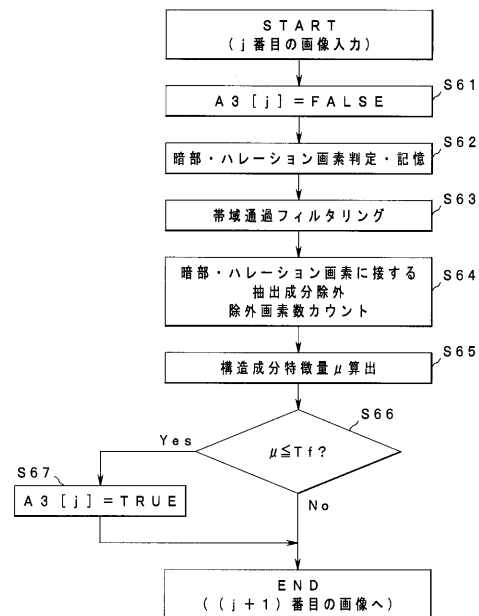 START
(j番目の画像入力)
S61
A3[j]=FALSE
S62
暗部・ハレーション画素判定・記憶
S63
帯域通過フィルタリング
S64
暗部・ハレーション画素に接する
抽出成分除外
除外画素数カウント
S65
構造成分特徴量μ算出
S66
μ≦Tf?
Yes
S67
A3[j]=TRUE
No
END
((j+1)番目の画像へ)